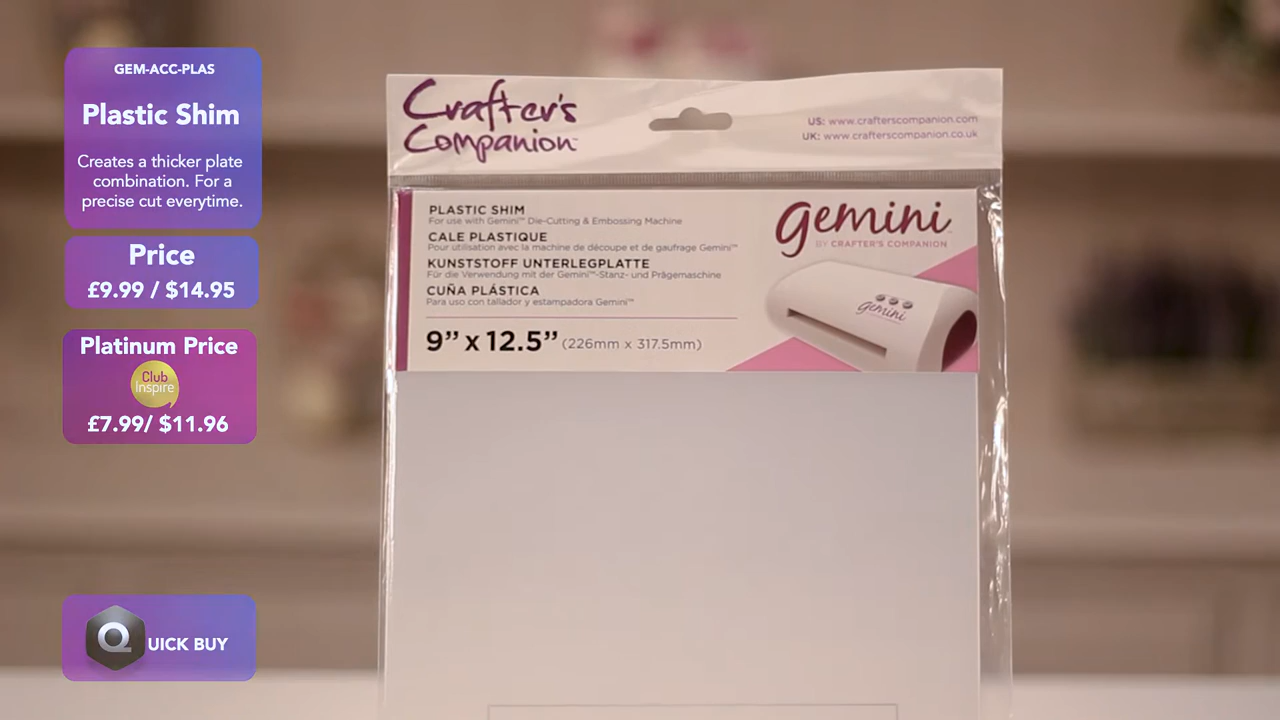 GEM-ACC-PLAS
Plastic Shim
Creates a thicker plate
combination. For a
precise cut everytime.
Price
£9.99 / $14.95
Platinum Price
Club
Inspire
£7.99/ $11.96
QUICK BUY
Crafter's
Companion™
US: www.crafterscompanion.com
UK: www.crafterscompanion.co.uk
PLASTIC SHIM
For use with Gemini™ Die-Cutting & Embossing Machine
CALE PLASTIQUE
Pour utilisation avec la machine de découpe et de gaufrage Gemini™
KUNSTSTOFF UNTERLEGPLATTE
Für die Verwendung mit der Gemini™-Stanz- und Prägemaschine
CUÑA PLÁSTICA
Para uso con tallador y estampadora Gemini™
9” x 12.5” (226mm x 317.5mm)
gemini™
BY CRAFTER'S COMPANION
gemini